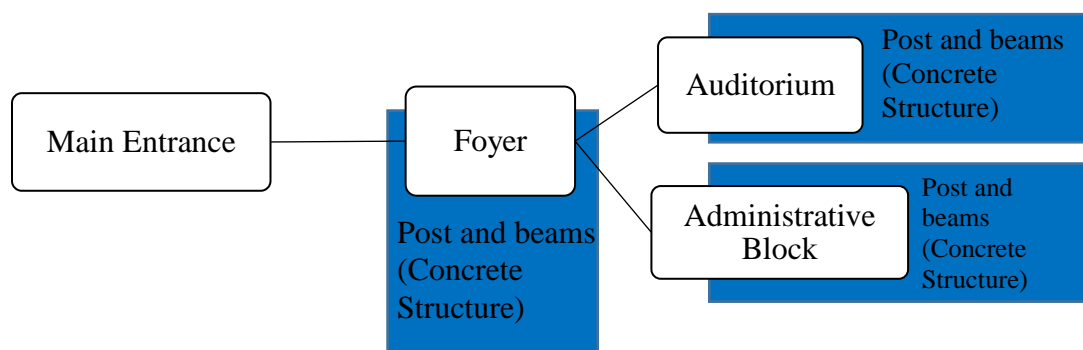 Main Entrance
Foyer
Post and beams
(Concrete
Structure)
Auditorium
Post and beams
(Concrete
Structure)
Administrative
Block
Post and
beams
(Concrete
Structure)